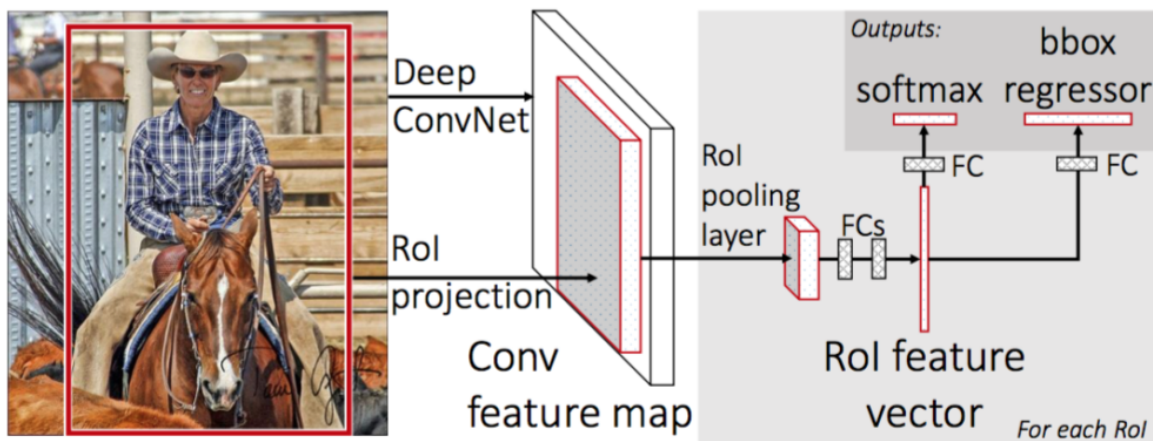 Deep
ConvNet
RoI
projection
Conv
feature map
RoI
pooling
layer
FCs
RoI feature
vector
For each RoI
Outputs:
softmax
bbox
regressor
FC
FC